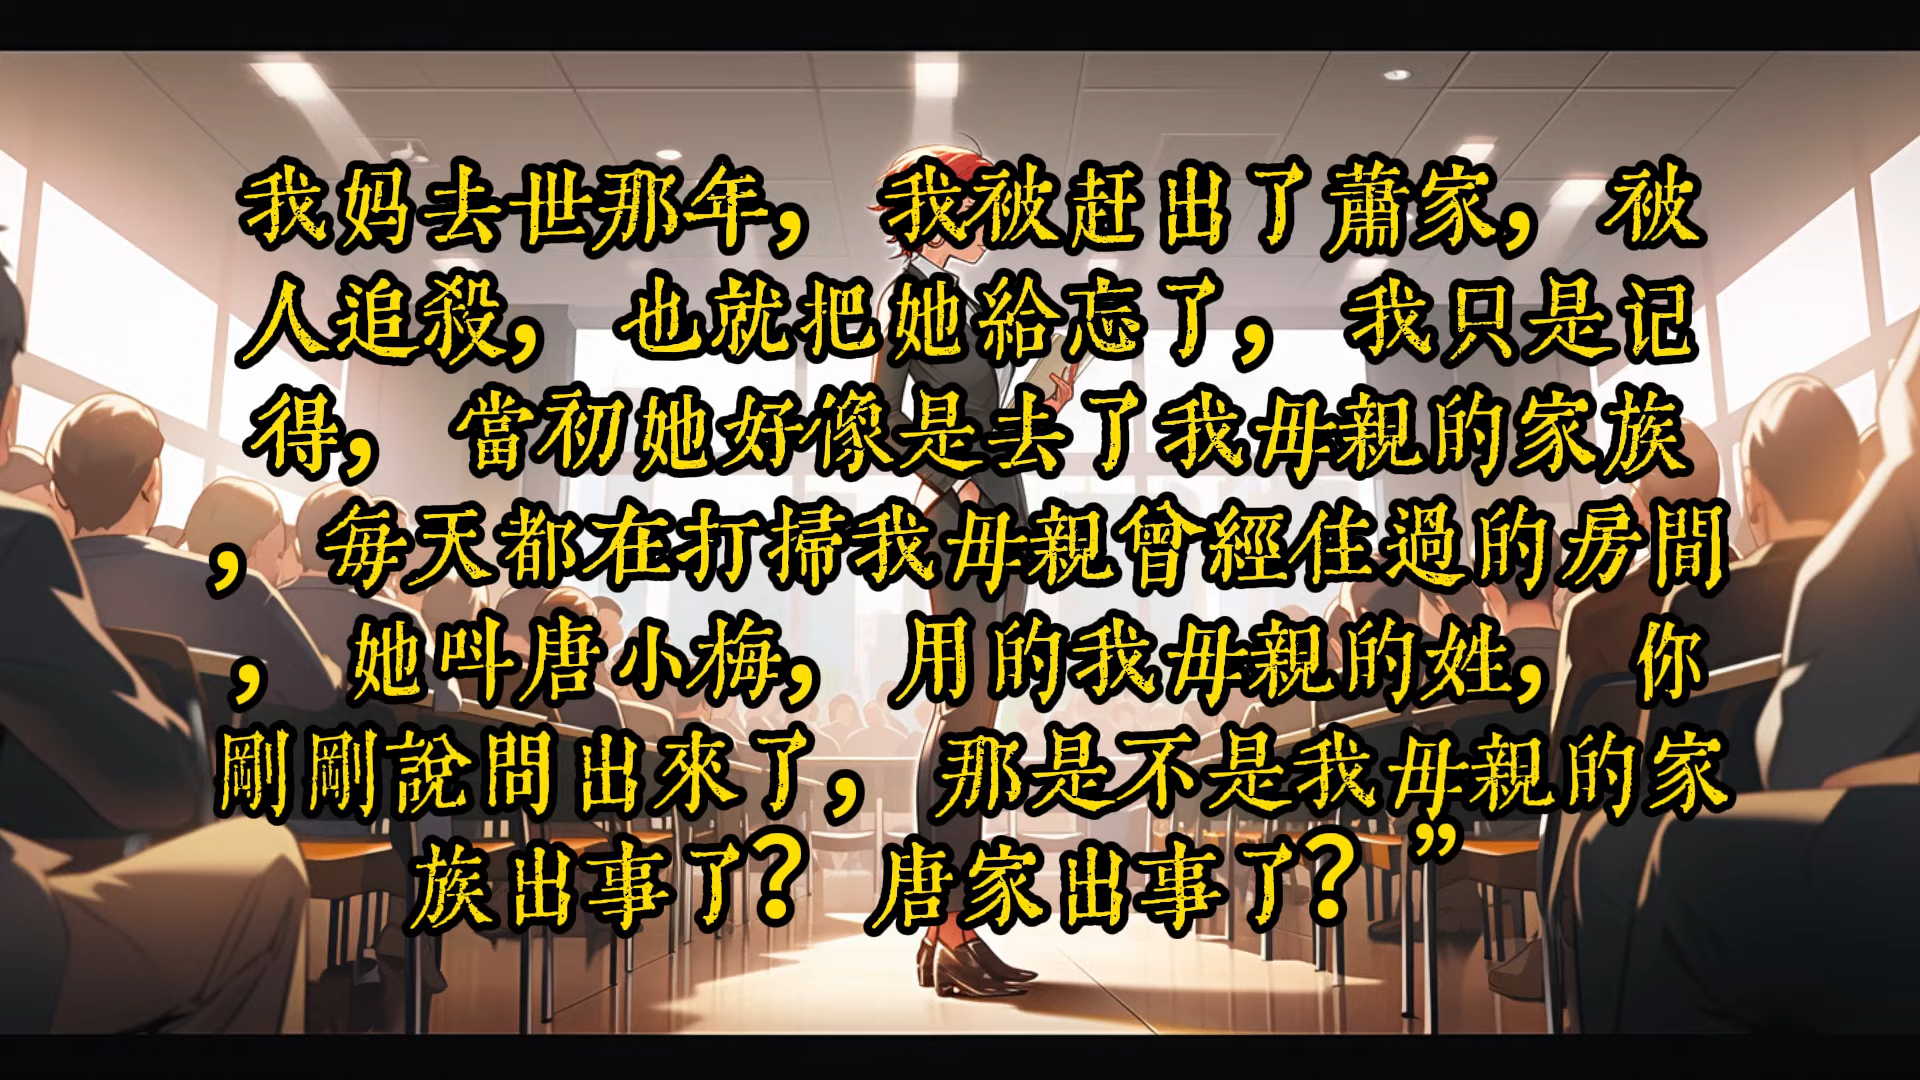 我妈去世那年，我被赶出了蕭家，被
人追殺，也就把她給忘了，我只是记
得，當初她好像是去了我母親的家族
，每天都在打掃我母親曾經住過的房間
，她叫唐小梅，用的我母親的姓，你
剛剛說問出來了，那是不是我母親的家
族出事了？唐家出事了？”